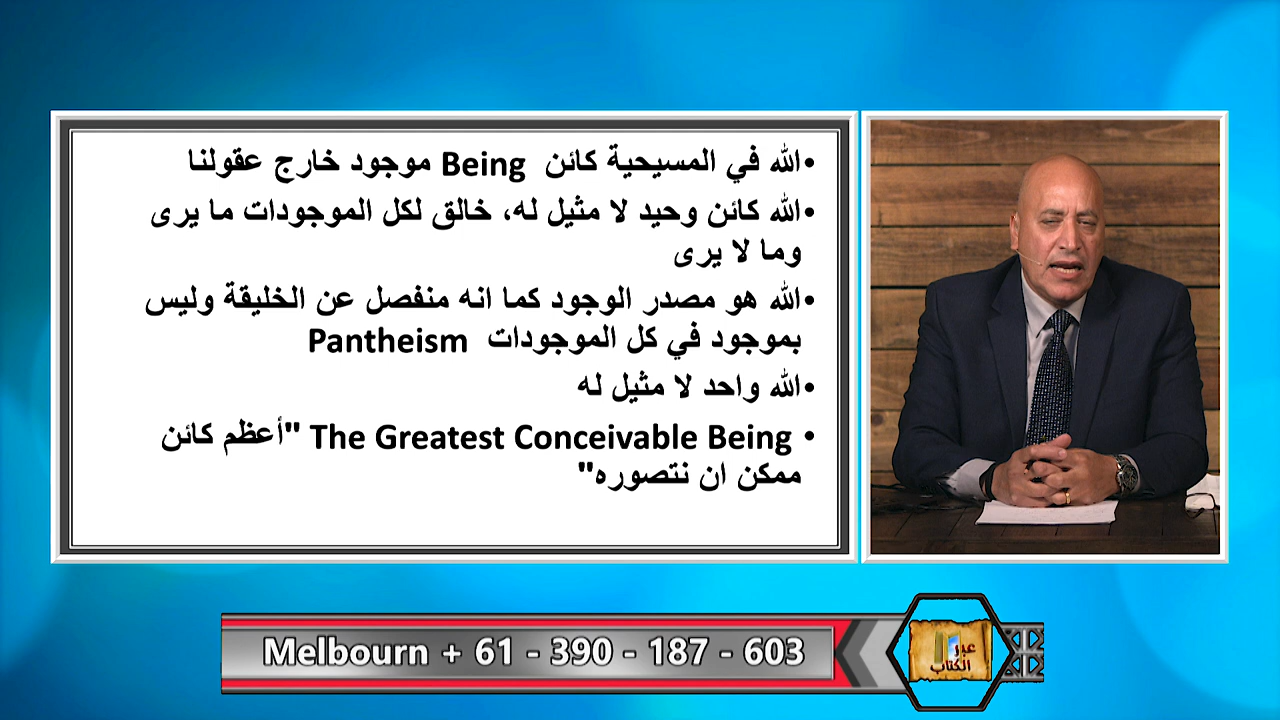 •الله في المسيحية كائن Being موجود خارج عقولنا
•الله كائن وحيد لا مثيل له، خالق لكل الموجودات ما يرى
وما لا يرى
•الله هو مصدر الوجود كما انه منفصل عن الخليقة وليس
بموجود في كل الموجودات Pantheism
•الله واحد لا مثيل له
• The Greatest Conceivable Being "أعظم كائن
ممكن ان نتصوره"
Melbourn + 61 - 390 - 187 - 603
عبر
الكتاب